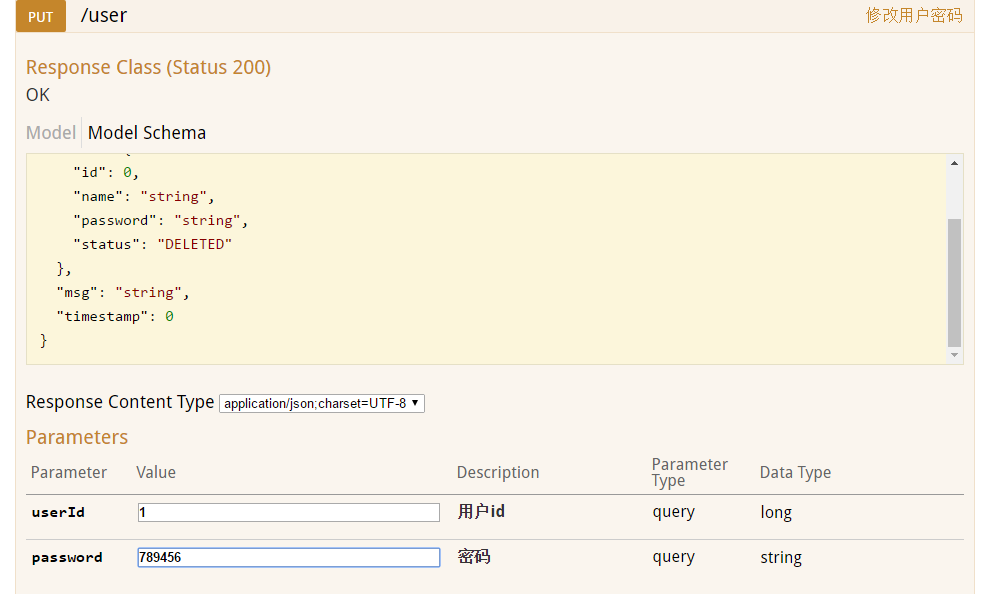 PUT /user 修改用户密码
Response Class (Status 200)
OK
Model Model Schema
"id": 0,
"name": "string",
"password": "string",
"status": "DELETED"
},
"msg": "string",
"timestamp": 0
}
Response Content Type application/json;charset=UTF-8
Parameters
Parameter Value Description Parameter Type Data Type
userId 1 用户id query long
password 789456 密码 query string